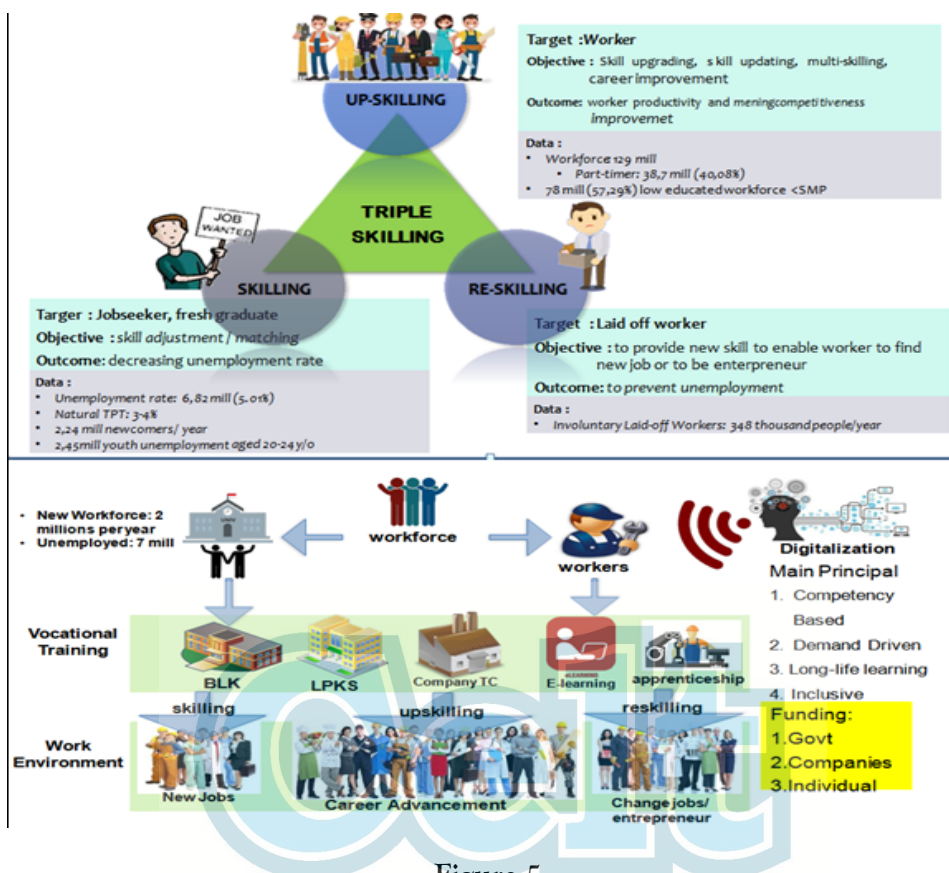 UP-SKILLING
Target :Worker
Objective : Skill upgrading, skill updating, multi-skilling,
career improvement
Outcome: worker productivity and meningcompetitiveness
improvemet
Data :
• Workforce 129 mill
• Part-timer: 38,7 mill (40,08%)
• 78 mill (57,29%) low educated workforce <SMP
TRIPLE
SKILLING
JOB
WANTED
SKILLING
RE-SKILLING
Targer : Jobseeker, fresh graduate
Objective : skill adjustment / matching
Outcome: decreasing unemployment rate
Data :
• Unemployment rate: 6,82 mill (5.01%)
• Natural TPT: 3-4%
• 2,24 mill newcomers/ year
• 2,45mill youth unemployment aged 20-24 y/0
Target : Laid off worker
Objective : to provide new skill to enable worker to find
new job or to be enterpreneur
Outcome: to prevent unemployment
Data :
• Involuntary Laid-off Workers: 348 thousand people/year
• New Workforce: 2
millions per year
• Unemployed: 7 mill
workforce
workers
Digitalization
Main Principal
1. Competency
Based
2. Demand Driven
3. Long-life learning
4. Inclusive
Funding:
1.Govt
2.Companies
3.Individual
Vocational
Training
BLK
LPKS
Company TC
E-learning
apprenticeship
skilling
upskilling
reskilling
Work
Environment
New Jobs
Career Advancement
Change jobs/
entrepreneur
ccit
Figure 5